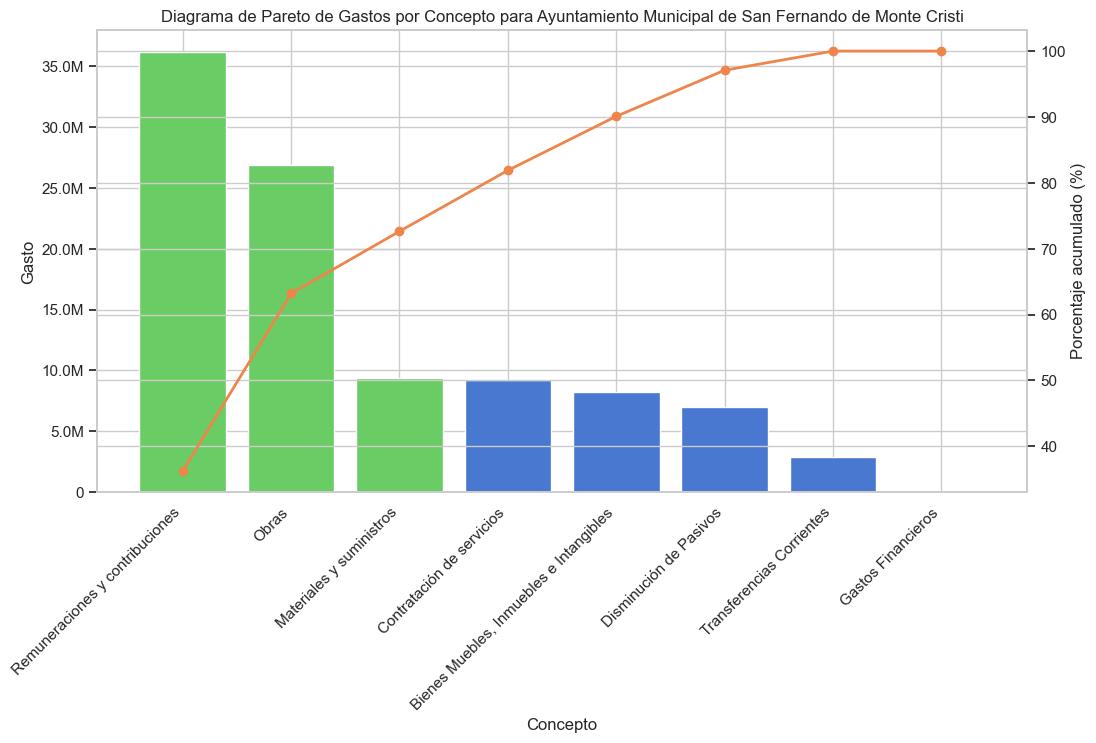 Diagrama de Pareto de Gastos por Concepto para Ayuntamiento Municipal de San Fernando de Monte Cristi
Gasto
35.0M
30.0M
25.0M
20.0M
15.0M
10.0M
5.0M
0
100
90
80
70
60
50
40
Porcentaje acumulado (%)
Remuneraciones y contribuciones
Obras
Materiales y suministros
Contratación de servicios
Bienes Muebles, Inmuebles e Intangibles
Disminución de Pasivos
Transferencias Corrientes
Gastos Financieros
Concepto